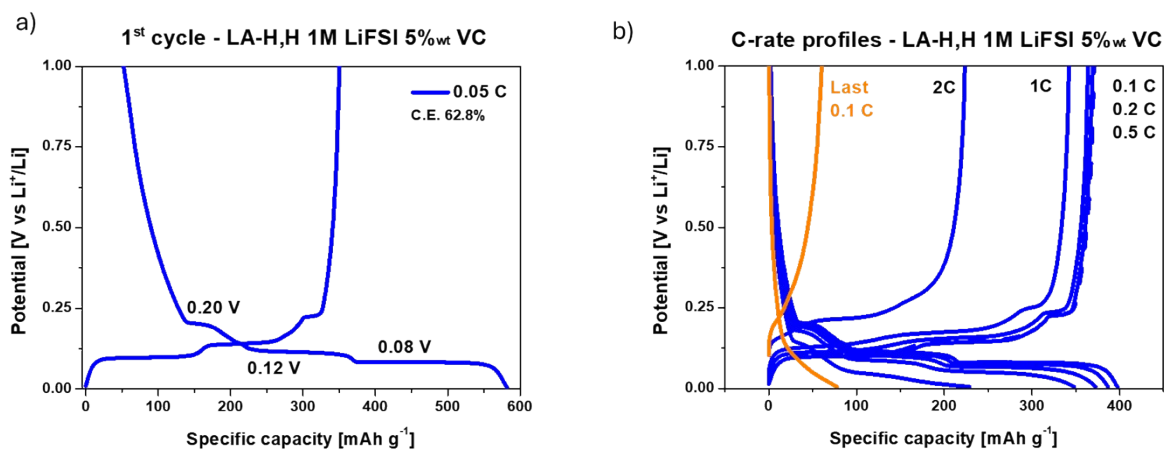 a)
1st cycle - LA-H,H 1M LiFSI 5%wt VC
1.00
0.75
0.50
0.25
0.00
Potential [V vs Li+/Li]
0.05 C
C.E. 62.8%
0.20 V
0.12 V
0.08 V
0 100 200 300 400 500 600
Specific capacity [mAh g-1]
b)
C-rate profiles - LA-H,H 1M LiFSI 5%wt VC
1.00
0.75
0.50
0.25
0.00
Potential [V vs Li+/Li]
Last
0.1 C
2C
1C
0.1 C
0.2 C
0.5 C
0 100 200 300 400
Specific capacity [mAh g-1]